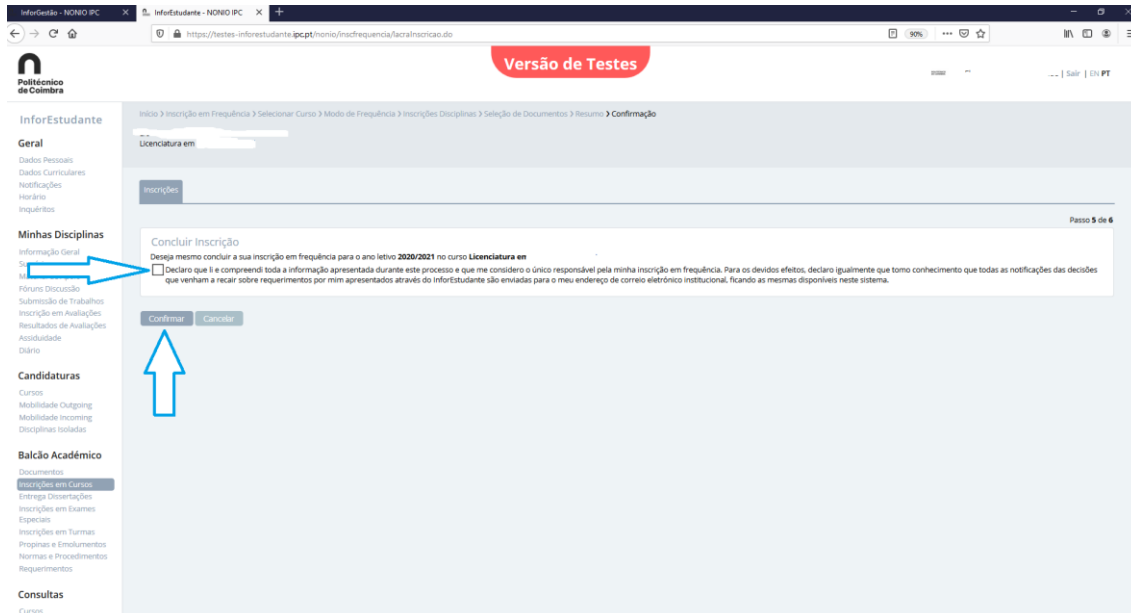 InforGestão - NONIO IPC
InforEstudante - NONIO IPC
https://testes-inforestudante.ipc.pt/nonio/inscfrequencia/lacraInscricao.do
90%
Politécnico
de Coimbra
Versão de Testes
| Sair | EN PT
InforEstudante
Início > Inscrição em Frequência > Selecionar Curso > Modo de Frequência > Inscrições Disciplinas > Seleção de Documentos > Resumo > Confirmação
Licenciatura em
Geral
Dados Pessoais
Dados Curriculares
Notificações
Horário
Inquéritos
Inscrições
Passo 5 de 6
Minhas Disciplinas
Informação Geral
Fóruns Discussão
Submissão de Trabalhos
Inscrição em Avaliações
Resultados de Avaliações
Assiduidade
Diário
Concluir Inscrição
Deseja mesmo concluir a sua inscrição em frequência para o ano letivo 2020/2021 no curso Licenciatura en
Declaro que li e compreendi toda a informação apresentada durante este processo e que me considero o único responsável pela minha inscrição em frequência. Para os devidos efeitos, declaro igualmente que tomo conhecimento que todas as notificações das decisões
que venham a recair sobre requerimentos por mim apresentados através do InforEstudante são enviadas para o meu endereço de correio eletrónico institucional, ficando as mesmas disponíveis neste sistema.
Confirmar
Cancelar
Candidaturas
Cursos
Mobilidade Outgoing
Mobilidade Incoming
Disciplinas Isoladas
Balcão Académico
Documentos
Inscrições em Cursos
Entrega Dissertações
Inscrições em Exames
Especiais
Inscrições em Turmas
Propinas e Emolumentos
Normas e Procedimentos
Requerimentos
Consultas
Cursos